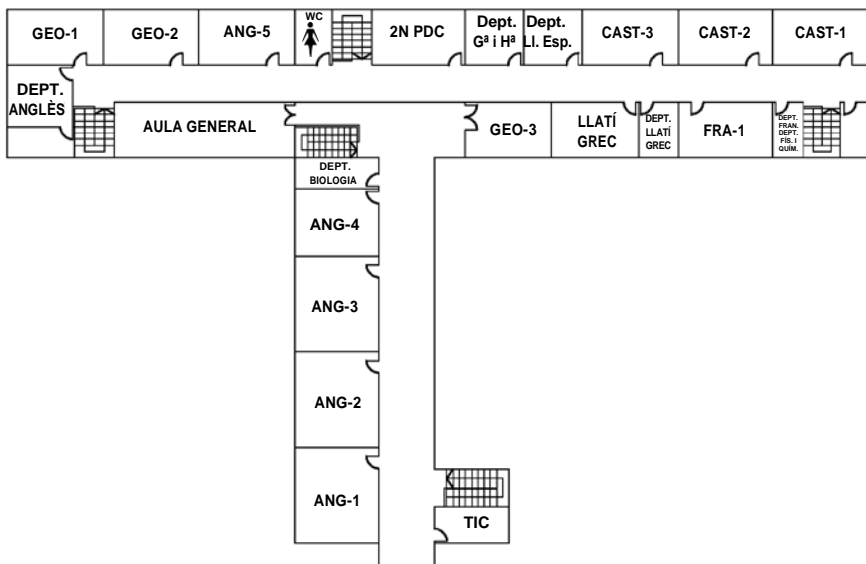 GEO-1
GEO-2
ANG-5
WC
2N PDC
Dept.
Gª i Hª
Dept.
Ll. Esp.
CAST-3
CAST-2
CAST-1
DEPT.
ANGLÈS
AULA GENERAL
GEO-3
LLATÍ
GREC
DEPT.
LLATÍ
GREC
FRA-1
DEPT.
FRAN.
DEPT.
FÍS. I
QUÍM.
DEPT.
BIOLOGIA
ANG-4
ANG-3
ANG-2
ANG-1
TIC